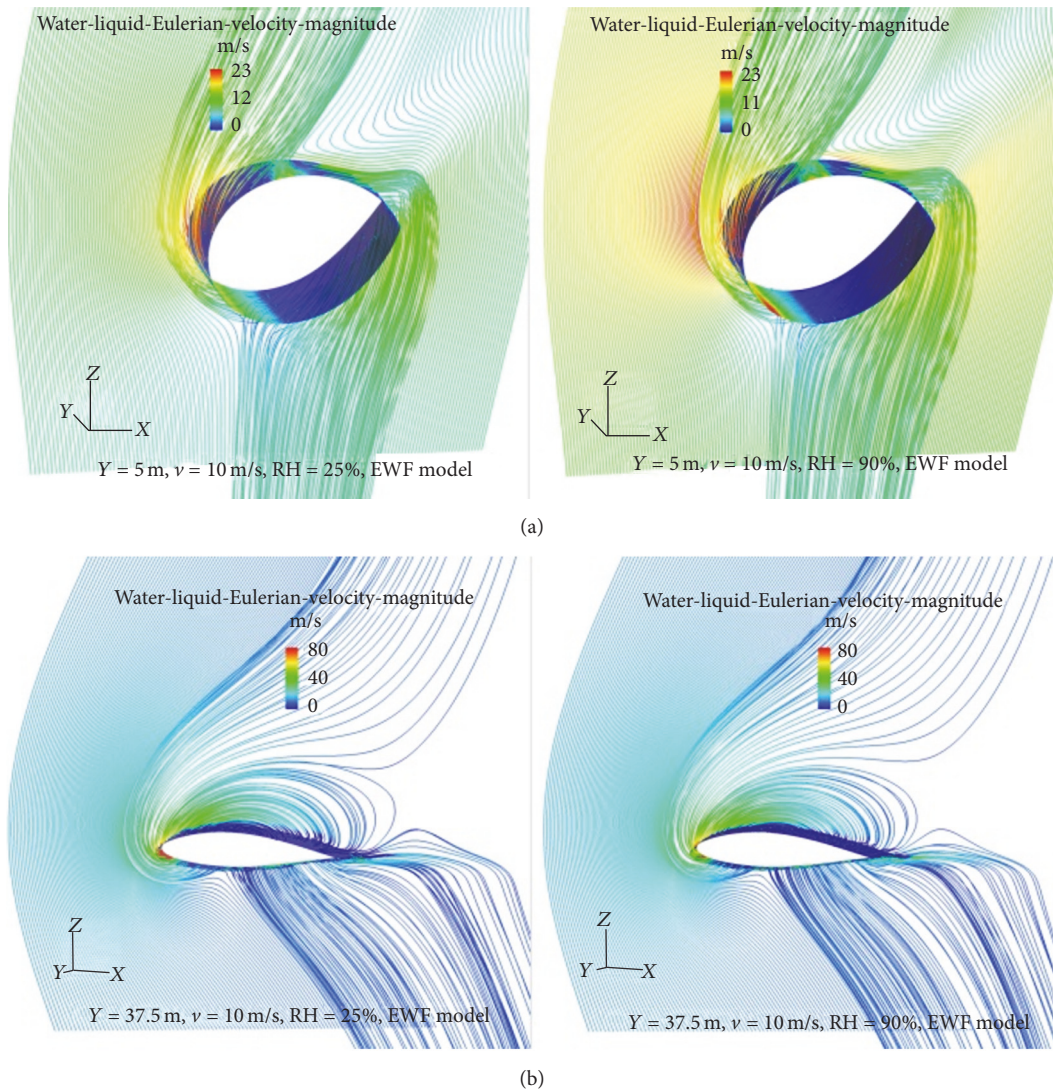 Water-liquid-Eulerian-velocity-magnitude
m/s
23
12
0
Z
Y
X
Y = 5 m, v = 10 m/s, RH = 25%, EWF model
Water-liquid-Eulerian-velocity-magnitude
m/s
23
11
0
Z
Y
X
Y = 5 m, v = 10 m/s, RH = 90%, EWF model
(a)
Water-liquid-Eulerian-velocity-magnitude
m/s
80
40
0
Z
Y
X
Y = 37.5 m, v = 10 m/s, RH = 25%, EWF model
Water-liquid-Eulerian-velocity-magnitude
m/s
80
40
0
Z
Y
X
Y = 37.5 m, v = 10 m/s, RH = 90%, EWF model
(b)